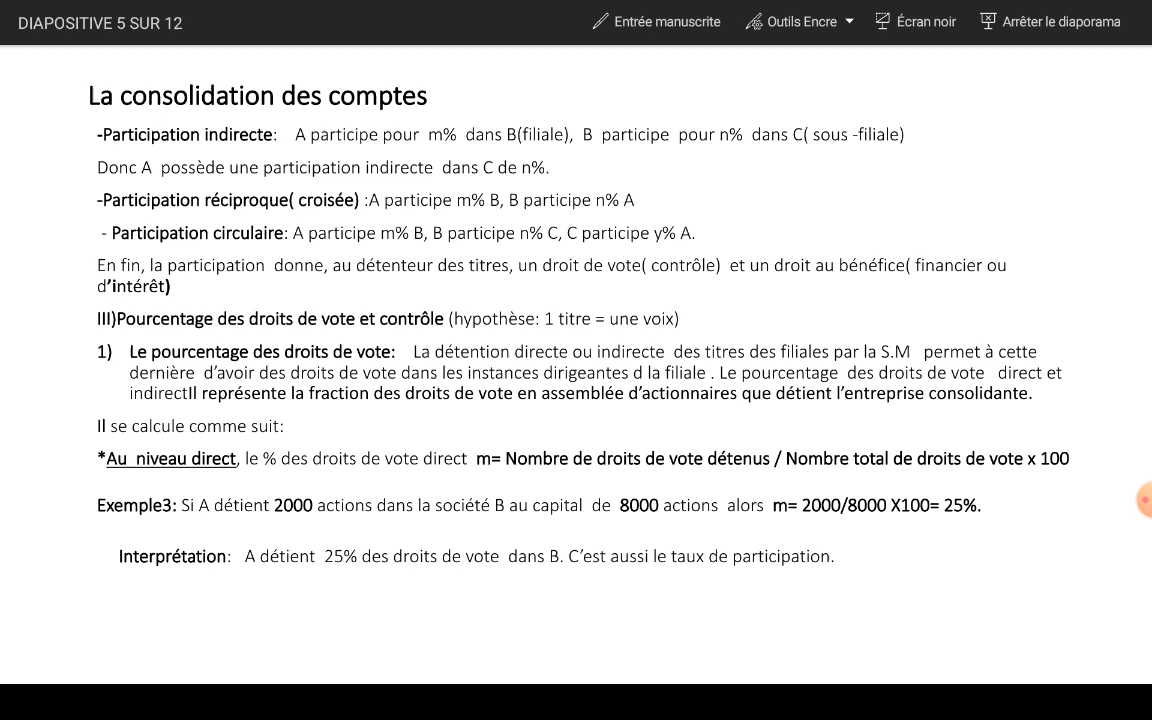 DIAPOSITIVE 5 SUR 12
Entrée manuscrite
Outils Encre
Écran noir
Arrêter le diaporama
La consolidation des comptes
-Participation indirecte: A participe pour m% dans B(filiale), B participe pour n% dans C( sous -filiale)
Donc A possède une participation indirecte dans C de n%.
-Participation réciproque( croisée) :A participe m% B, B participe n% A
- Participation circulaire: A participe m% B, B participe n% C, C participe y% A.
En fin, la participation donne, au détenteur des titres, un droit de vote( contrôle) et un droit au bénéfice( financier ou
d'intérêt)
III)Pourcentage des droits de vote et contrôle (hypothèse: 1 titre = une voix)
1) Le pourcentage des droits de vote: La détention directe ou indirecte des titres des filiales par la S.M permet à cette
dernière d'avoir des droits de vote dans les instances dirigeantes d la filiale . Le pourcentage des droits de vote direct et
indirectIl représente la fraction des droits de vote en assemblée d'actionnaires que détient l'entreprise consolidante.
Il se calcule comme suit:
*Au niveau direct, le % des droits de vote direct m= Nombre de droits de vote détenus / Nombre total de droits de vote x 100
Exemple3: Si A détient 2000 actions dans la société B au capital de 8000 actions alors m= 2000/8000 X100= 25%.
Interprétation: A détient 25% des droits de vote dans B. C'est aussi le taux de participation.